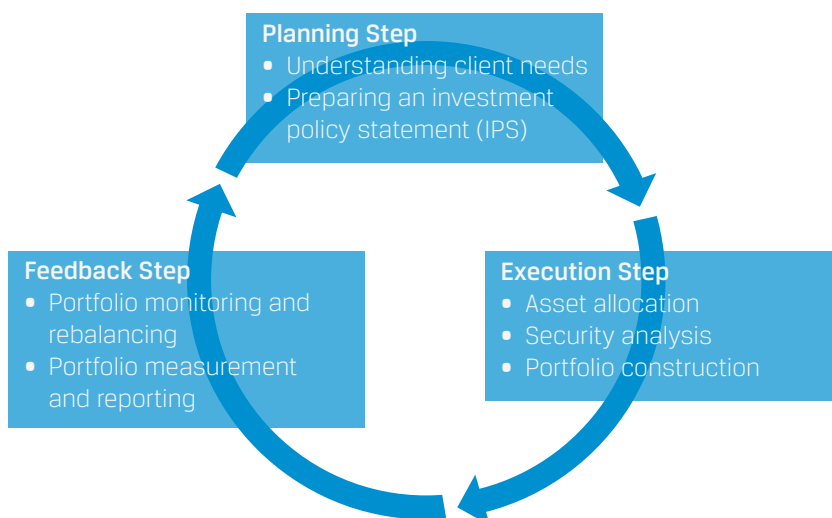 Planning Step
• Understanding client needs
• Preparing an investment
policy statement (IPS)
Feedback Step
• Portfolio monitoring and
rebalancing
• Portfolio measurement
and reporting
Execution Step
• Asset allocation
• Security analysis
• Portfolio construction